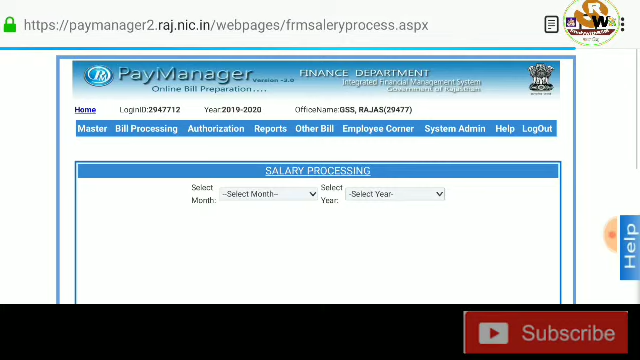 https://paymanager2.raj.nic.in/webpages/frmsaleryprocess.aspx
PayManager Version -2.0
Online Bill Preparation . . . .
FINANCE DEPARTMENT
Integrated Financial Management System
Government of Rajasthan
Home LoginID:2947712 Year:2019-2020 OfficeName:GSS, RAJAS(29477)
Master Bill Processing Authorization Reports Other Bill Employee Corner System Admin Help LogOut
SALARY PROCESSING
Select Month: --Select Month-- Select Year: -Select Year-
Help
Subscribe